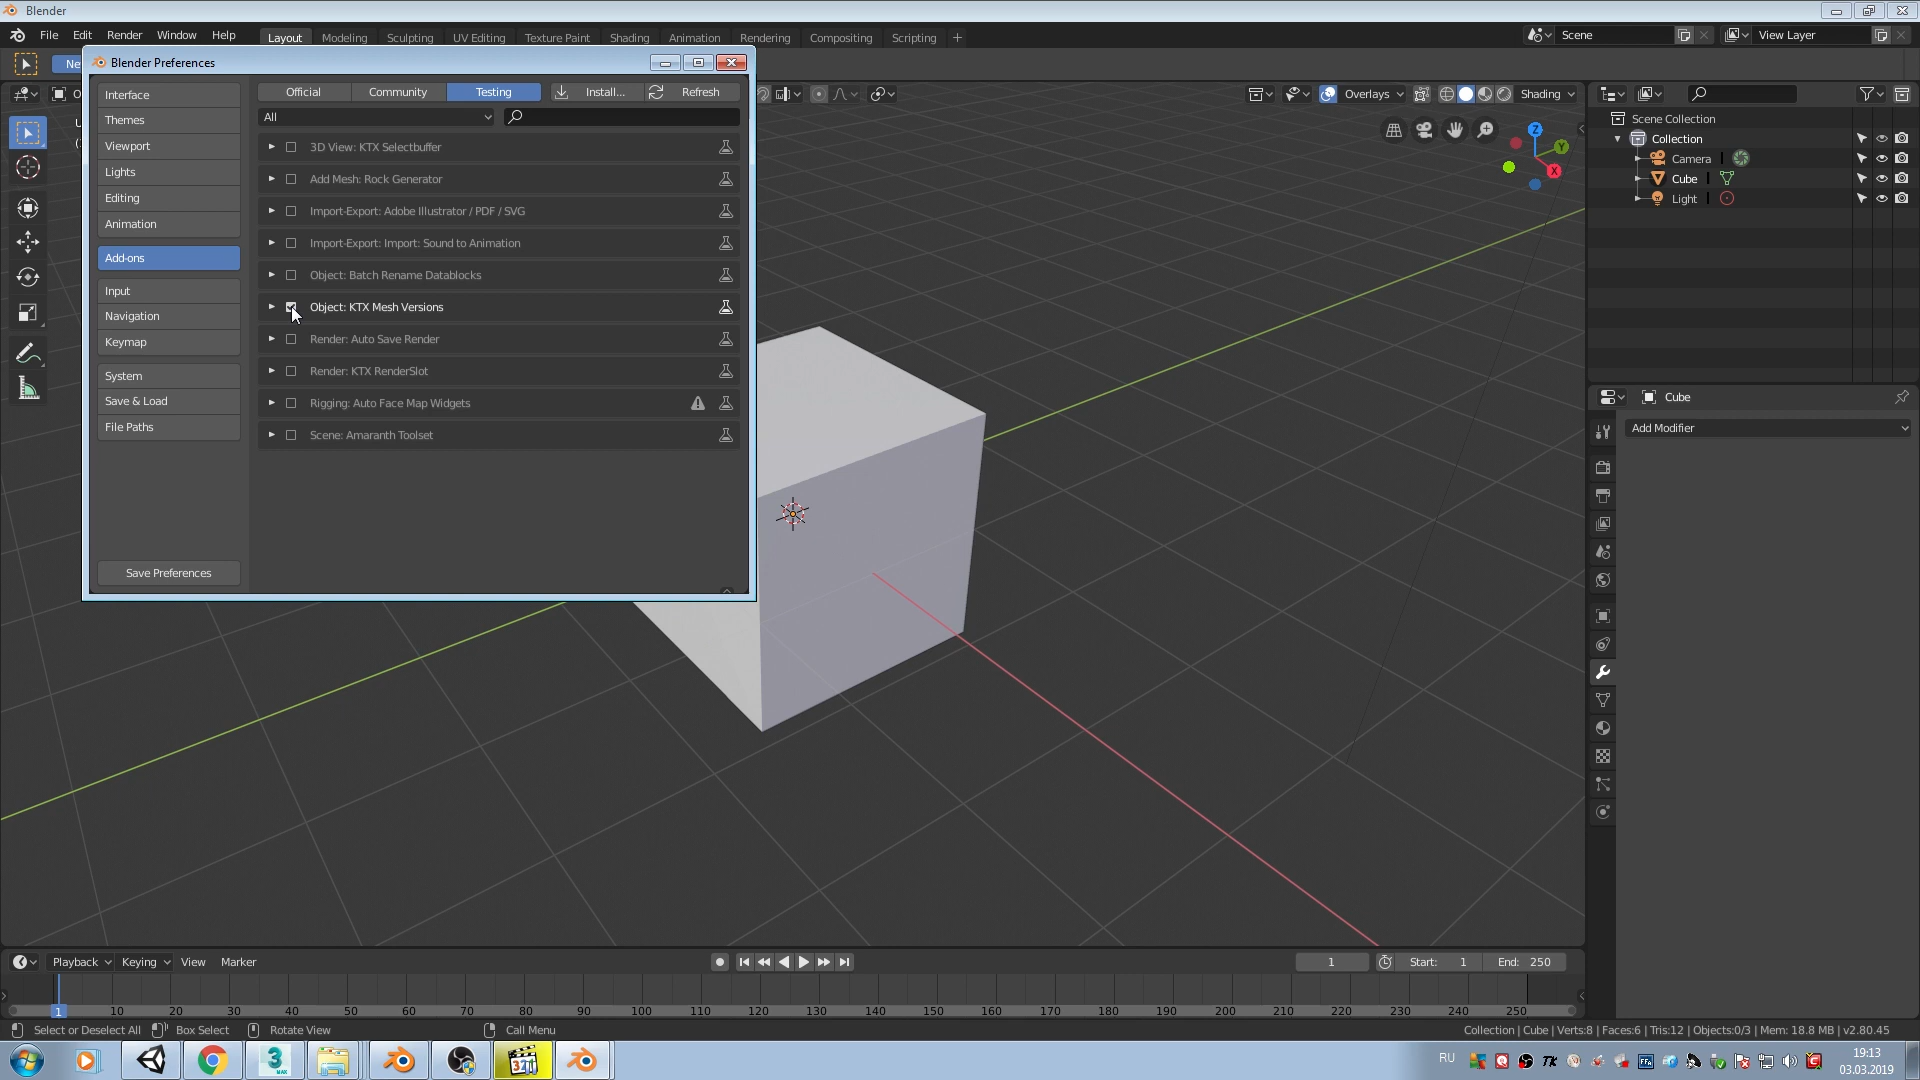 Blender
File Edit Render Window Help Layout Modeling Sculpting UV Editing Texture Paint Shading Animation Rendering Compositing Scripting + Scene View Layer
Blender Preferences
Ne
Interface
Themes
Viewport
Lights
Editing
Animation
Add-ons
Input
Navigation
Keymap
System
Save & Load
File Paths
Save Preferences
Official Community Testing Install... Refresh
All
3D View: KTX Selectbuffer
Add Mesh: Rock Generator
Import-Export: Adobe Illustrator / PDF / SVG
Import-Export: Import: Sound to Animation
Object: Batch Rename Datablocks
Object: KTX Mesh Versions
Render: Auto Save Render
Render: KTX RenderSlot
Rigging: Auto Face Map Widgets
Scene: Amaranth Toolset
Overlays Shading
Z
Y
X
Scene Collection
Collection
Camera
Cube
Light
Cube
Add Modifier
Playback Keying View Marker 1 Start: 1 End: 250
1 10 20 30 40 50 60 70 80 90 100 110 120 130 140 150 160 170 180 190 200 210 220 230 240 250
Select or Deselect All Box Select Rotate View Call Menu Collection | Cube | Verts:8 | Faces:6 | Tris:12 | Objects:0/3 | Mem: 18.8 MB | v2.80.45
RU 19:13
03.03.2019